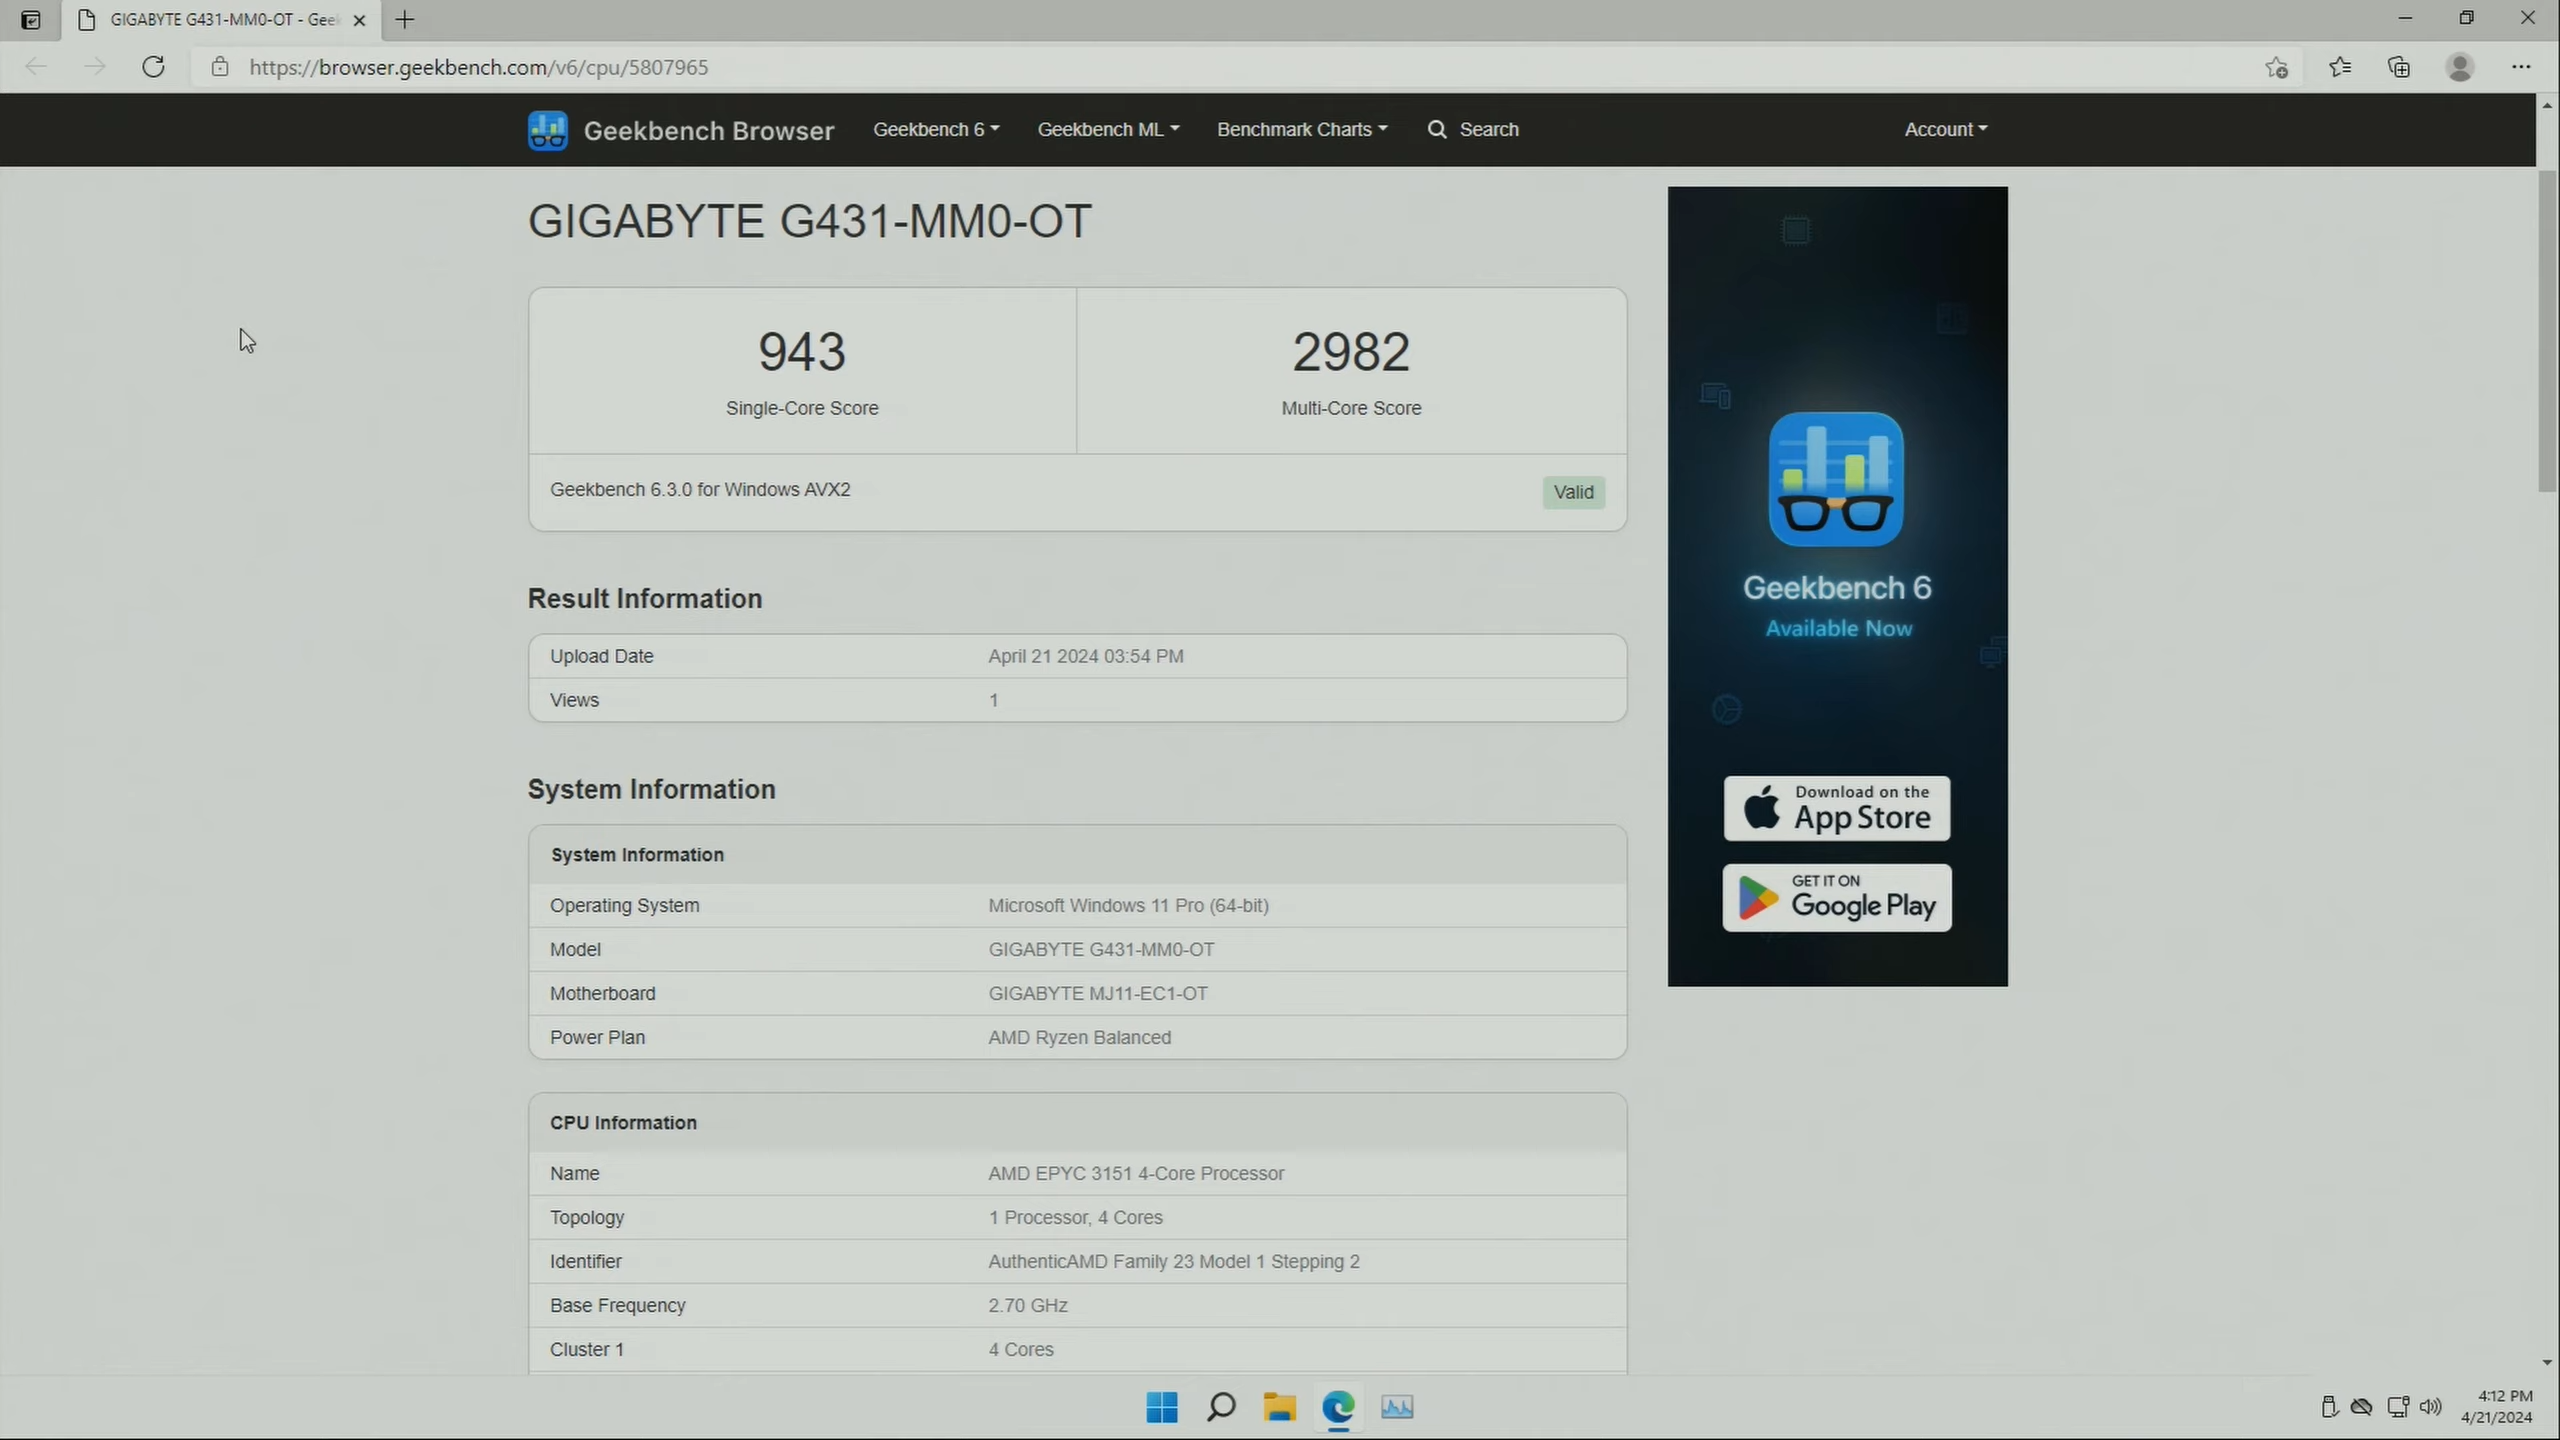 GIGABYTE G431-MM0-OT - Geek
https://browser.geekbench.com/v6/cpu/5807965
Geekbench Browser
Geekbench 6
Geekbench ML
Benchmark Charts
Search
Account
GIGABYTE G431-MM0-OT
943
Single-Core Score
2982
Multi-Core Score
Geekbench 6.3.0 for Windows AVX2
Valid
Result Information
Upload Date April 21 2024 03:54 PM
Views 1
System Information
System Information
Operating System Microsoft Windows 11 Pro (64-bit)
Model GIGABYTE G431-MM0-OT
Motherboard GIGABYTE MJ11-EC1-OT
Power Plan AMD Ryzen Balanced
CPU Information
Name AMD EPYC 3151 4-Core Processor
Topology 1 Processor, 4 Cores
Identifier AuthenticAMD Family 23 Model 1 Stepping 2
Base Frequency 2.70 GHz
Cluster 1 4 Cores
Geekbench 6
Available Now
Download on the
App Store
GET IT ON
Google Play
4:12 PM
4/21/2024